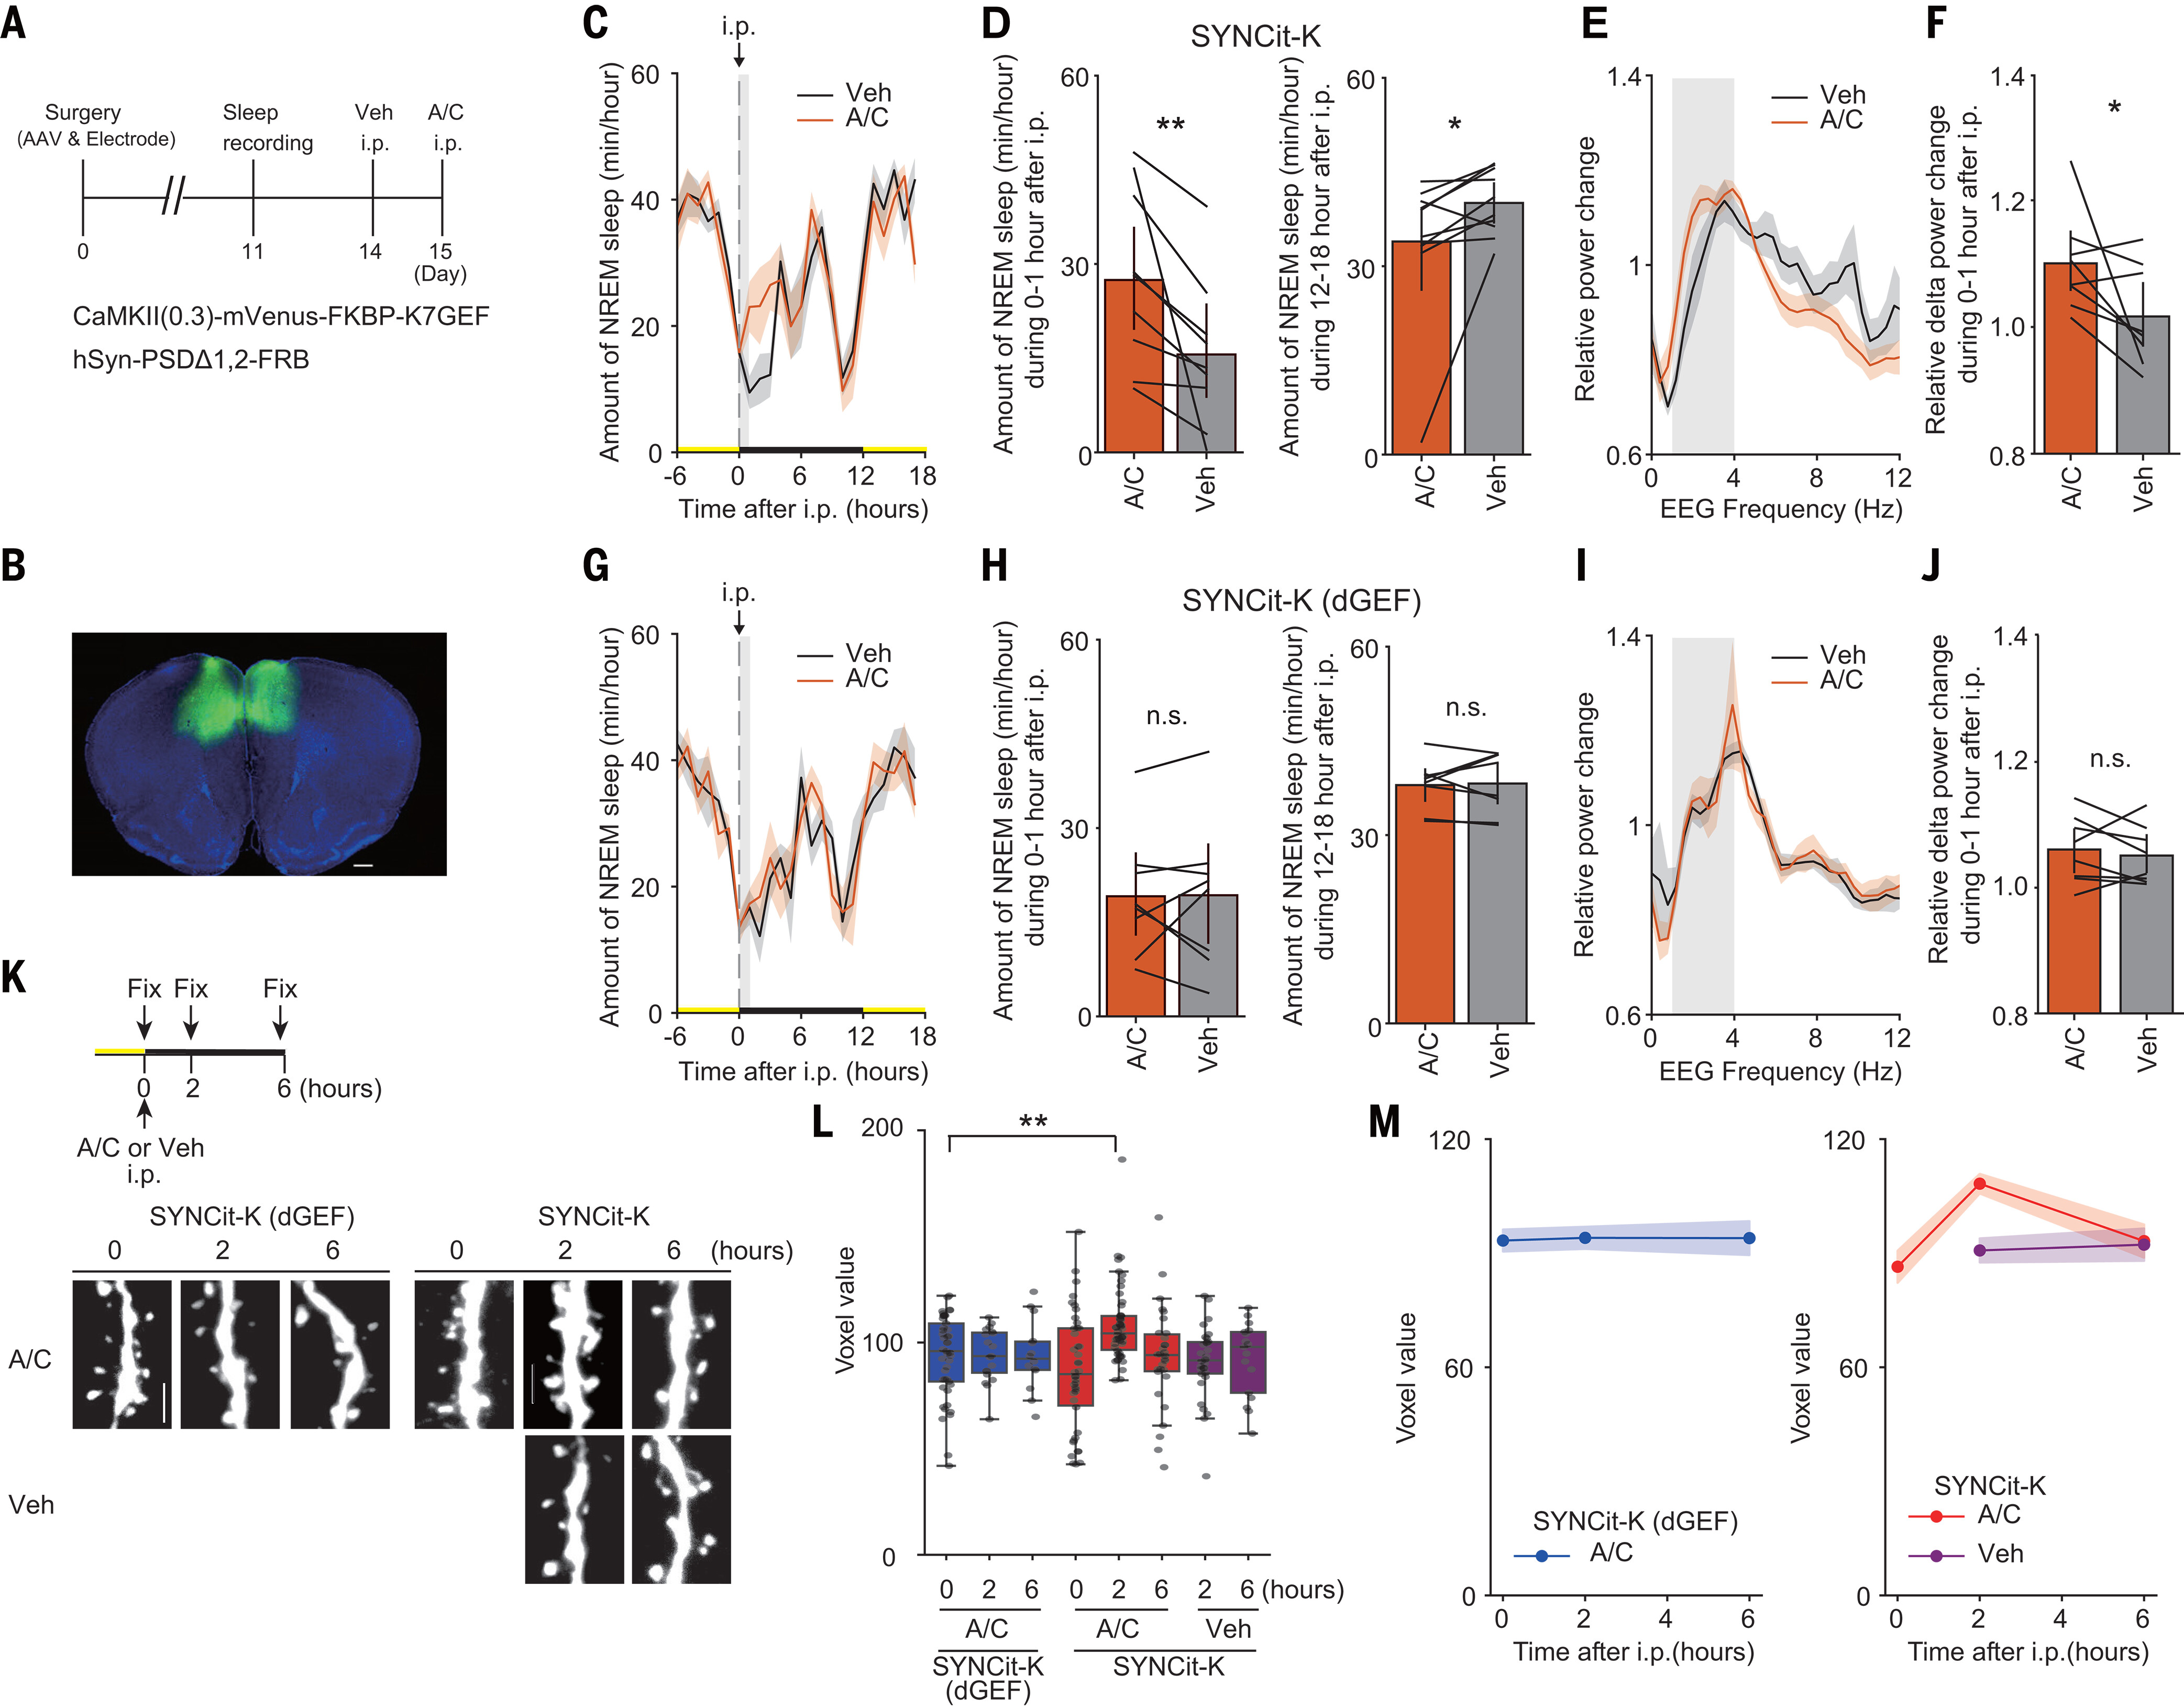 A
Surgery
(AAV & Electrode)
Sleep
recording
Veh
i.p.
A/C
i.p.
0
11
14
15
(Day)
CaMKII(0.3)-mVenus-FKBP-K7GEF
hSyn-PSDΔ1,2-FRB
B
C
i.p.
Amount of NREM sleep (min/hour)
60
40
20
0
Veh
A/C
-6
0
6
12
18
Time after i.p. (hours)
D
SYNCit-K
Amount of NREM sleep (min/hour)
during 0-1 hour after i.p.
60
30
0
**
A/C
Veh
Amount of NREM sleep (min/hour)
during 12-18 hour after i.p.
60
30
0
*
A/C
Veh
E
Relative power change
1.4
1
0.6
Veh
A/C
0
4
8
12
EEG Frequency (Hz)
F
Relative delta power change
during 0-1 hour after i.p.
1.4
1.2
1.0
0.8
*
A/C
Veh
G
i.p.
Amount of NREM sleep (min/hour)
60
40
20
0
Veh
A/C
-6
0
6
12
18
Time after i.p. (hours)
H
SYNCit-K (dGEF)
Amount of NREM sleep (min/hour)
during 0-1 hour after i.p.
60
30
0
n.s.
A/C
Veh
Amount of NREM sleep (min/hour)
during 12-18 hour after i.p.
60
30
0
n.s.
A/C
Veh
I
Relative power change
1.4
1
0.6
Veh
A/C
0
4
8
12
EEG Frequency (Hz)
J
Relative delta power change
during 0-1 hour after i.p.
1.4
1.2
1.0
0.8
n.s.
A/C
Veh
K
Fix
Fix
Fix
0
2
6 (hours)
A/C or Veh
i.p.
SYNCit-K (dGEF)
SYNCit-K
0
2
6
0
2
6
(hours)
A/C
Veh
L
Voxel value
200
100
0
**
0
2
6
0
2
6
2
6 (hours)
A/C
A/C
Veh
SYNCit-K
(dGEF)
SYNCit-K
M
Voxel value
120
60
0
SYNCit-K (dGEF)
A/C
0
2
4
6
Time after i.p.(hours)
Voxel value
120
60
0
SYNCit-K
A/C
Veh
0
2
4
6
Time after i.p.(hours)